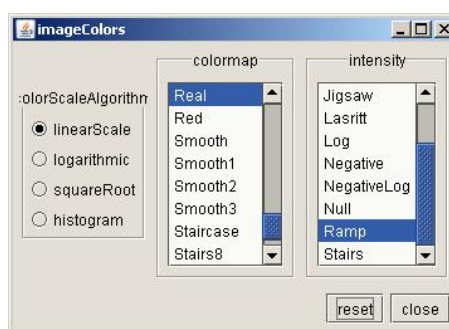 imageColors
:olorScaleAlgorithn
linearScale
logarithmic
squareRoot
histogram
colormap
Real
Red
Smooth
Smooth1
Smooth2
Smooth3
Staircase
Stairs8
intensity
Jigsaw
Lasritt
Log
Negative
NegativeLog
Null
Ramp
Stairs
reset
close